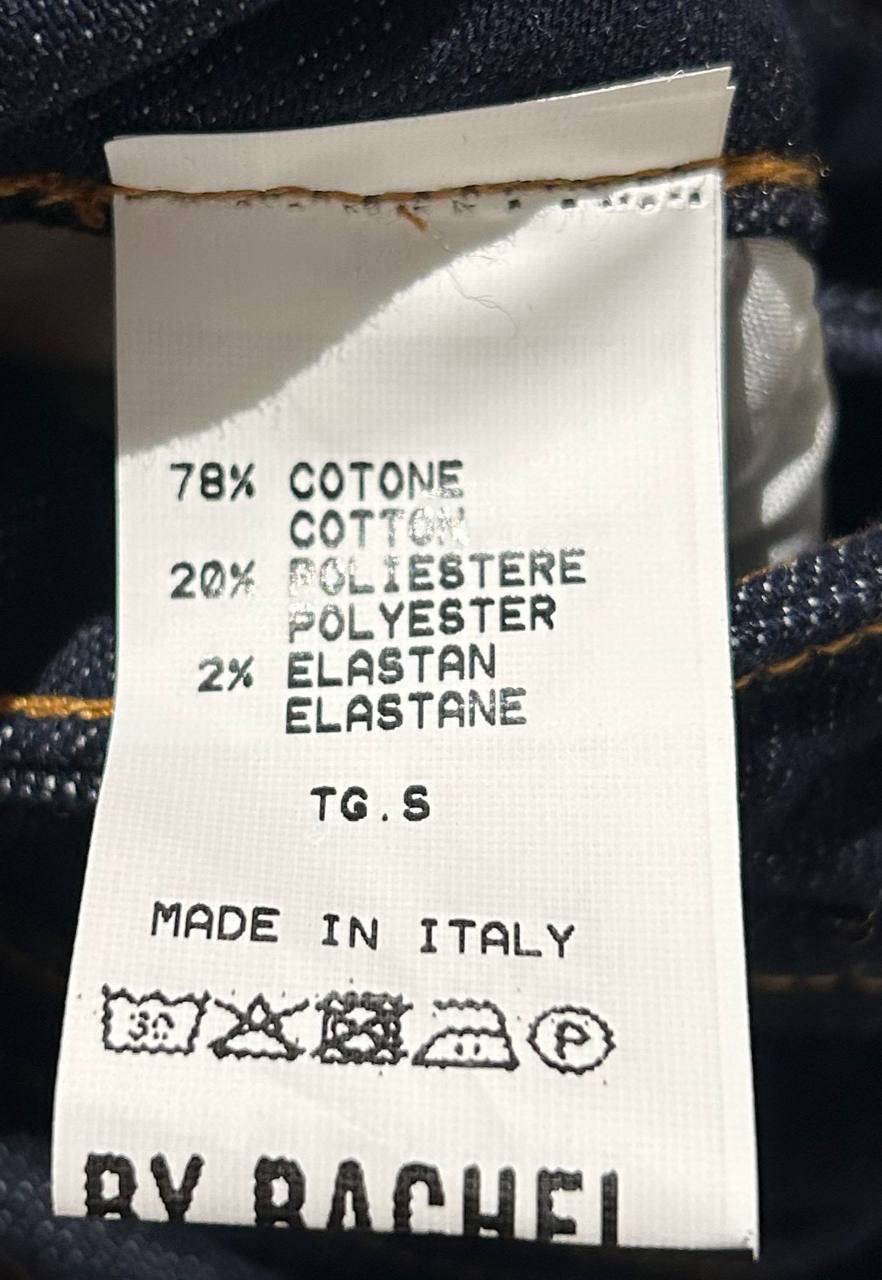 78% COTONE
COTTON
20% POLIESTERE
POLYESTER
2% ELASTAN
ELASTANE
TG.S
MADE IN ITALY
30
P
BY RACHEL